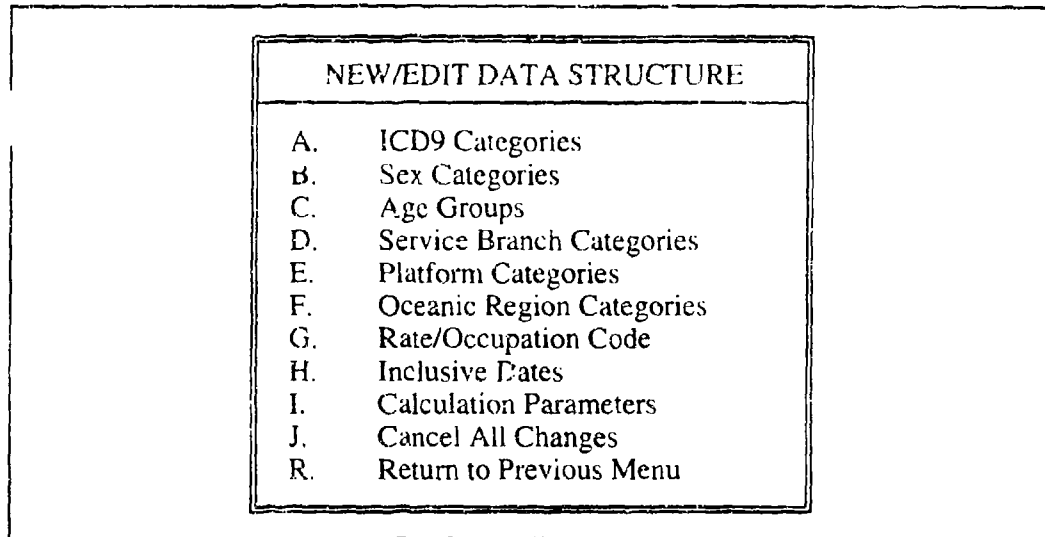 NEW/EDIT DATA STRUCTURE
A. ICD9 Categories
B. Sex Categories
C. Age Groups
D. Service Branch Categories
E. Platform Categories
F. Oceanic Region Categories
G. Rate/Occupation Code
H. Inclusive Dates
I. Calculation Parameters
J. Cancel All Changes
R. Return to Previous Menu